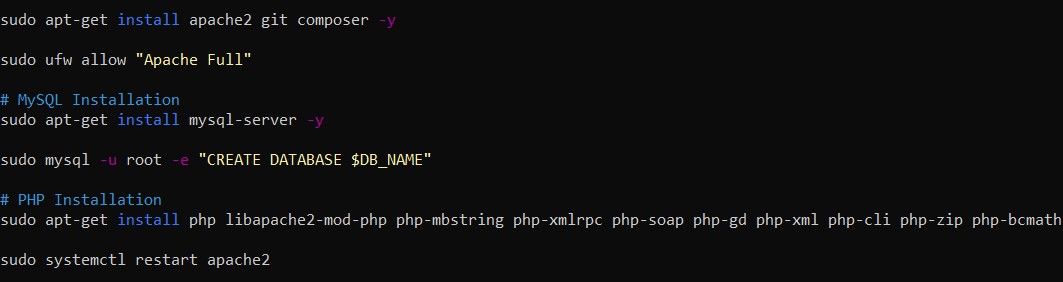 sudo apt-get install apache2 git composer -y
sudo ufw allow "Apache Full"
# MySQL Installation
sudo apt-get install mysql-server -y
sudo mysql -u root -e "CREATE DATABASE $DB_NAME"
# PHP Installation
sudo apt-get install php libapache2-mod-php php-mbstring php-xmlrpc php-soap php-gd php-xml php-cli php-zip php-bcmath
sudo systemctl restart apache2